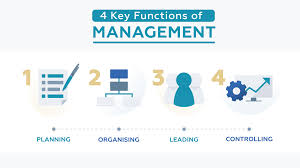 4 Key Functions of
MANAGEMENT
1 2 3 4
PLANNING ORGANISING LEADING CONTROLLING